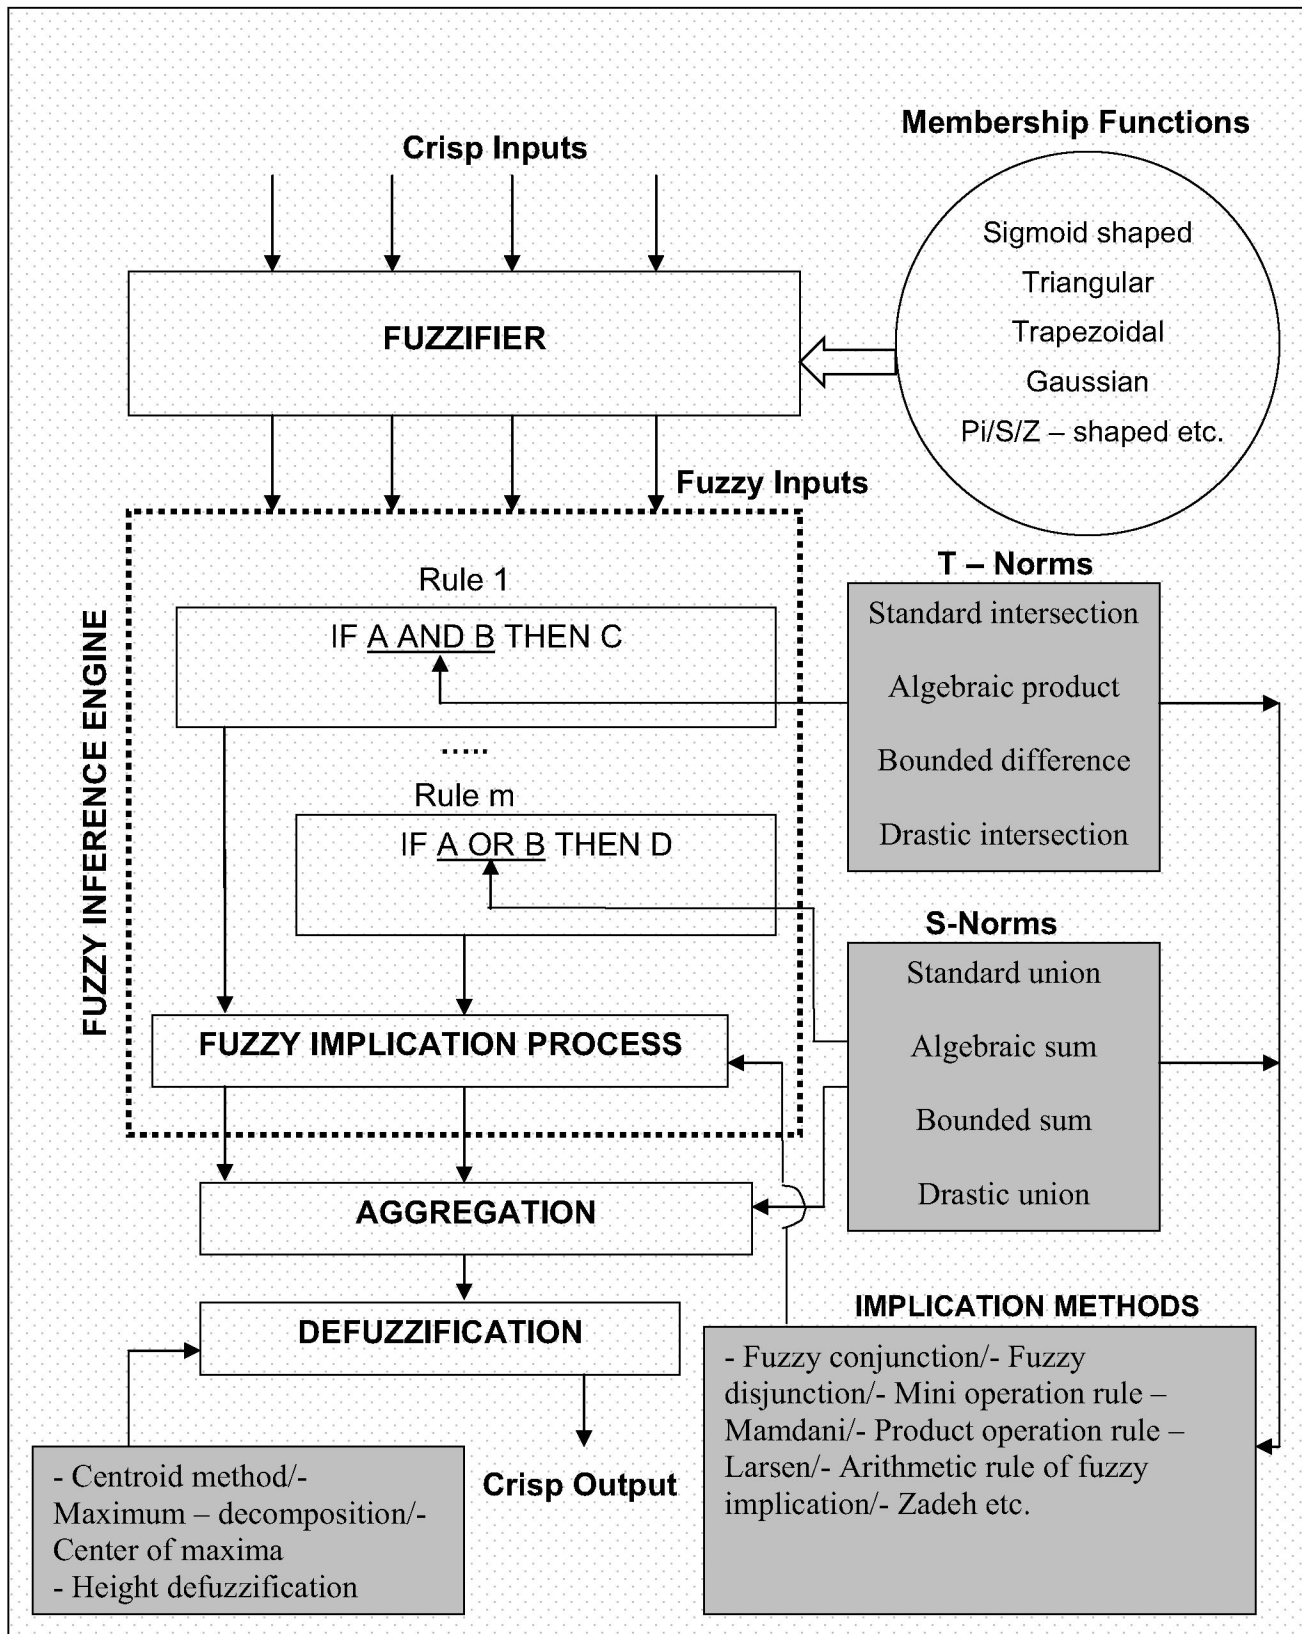 Membership Functions
Crisp Inputs
Sigmoid shaped
Triangular
Trapezoidal
Gaussian
Pi/S/Z – shaped etc.
FUZZIFIER
Fuzzy Inputs
FUZZY INFERENCE ENGINE
Rule 1
IF A AND B THEN C
......
Rule m
IF A OR B THEN D
T – Norms
Standard intersection
Algebraic product
Bounded difference
Drastic intersection
S-Norms
Standard union
Algebraic sum
Bounded sum
Drastic union
FUZZY IMPLICATION PROCESS
AGGREGATION
DEFUZZIFICATION
IMPLICATION METHODS
- Fuzzy conjunction/- Fuzzy
disjunction/- Mini operation rule –
Mamdani/- Product operation rule –
Larsen/- Arithmetic rule of fuzzy
implication/- Zadeh etc.
- Centroid method/-
Maximum – decomposition/-
Center of maxima
- Height defuzzification
Crisp Output